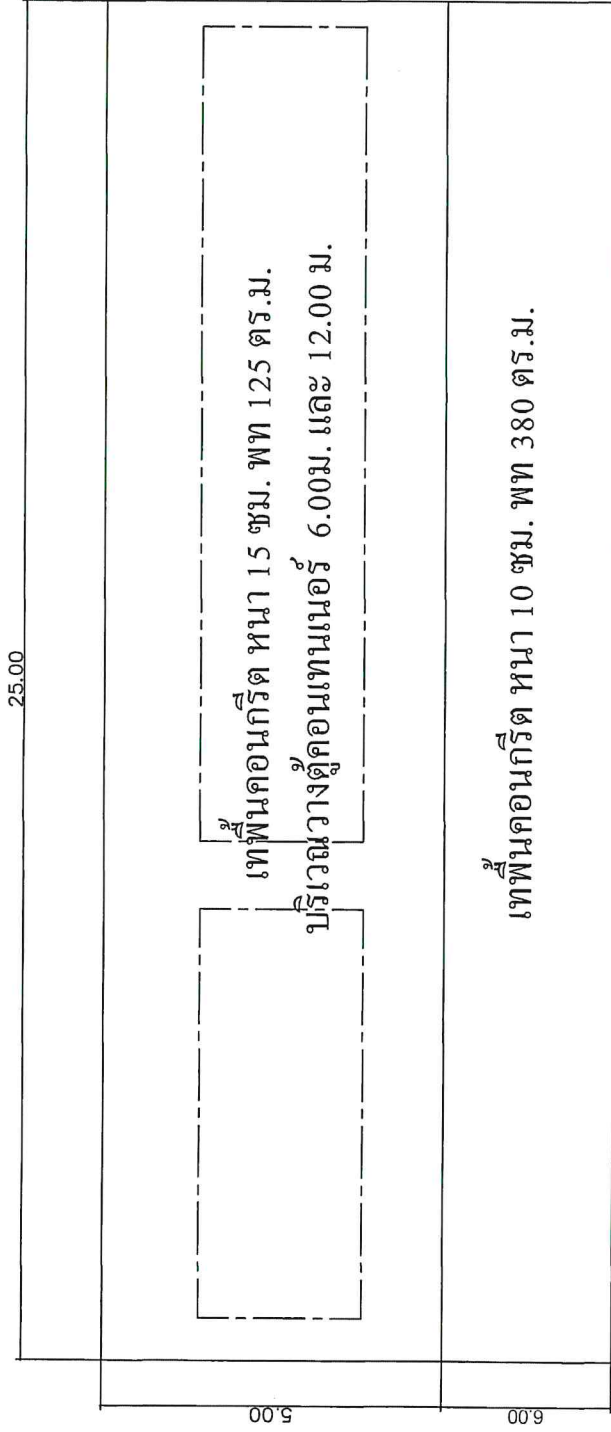 25.00
เทพื้นคอนกรีต หนา 15 ซม. พท 125 ตร.ม.
บริเวณวางตู้คอนเทนเนอร์ 6.00ม. และ 12.00 ม.
5.00
เทพื้นคอนกรีต หนา 10 ซม. พท 380 ตร.ม.
6.00